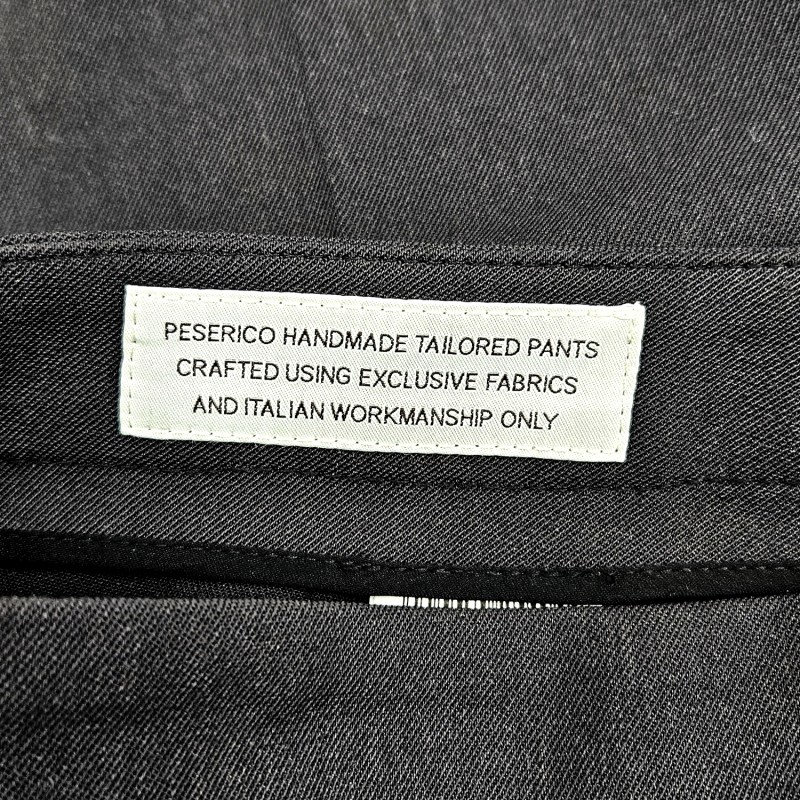 PESERICO HANDMADE TAILORED PANTS
CRAFTED USING EXCLUSIVE FABRICS
AND ITALIAN WORKMANSHIP ONLY